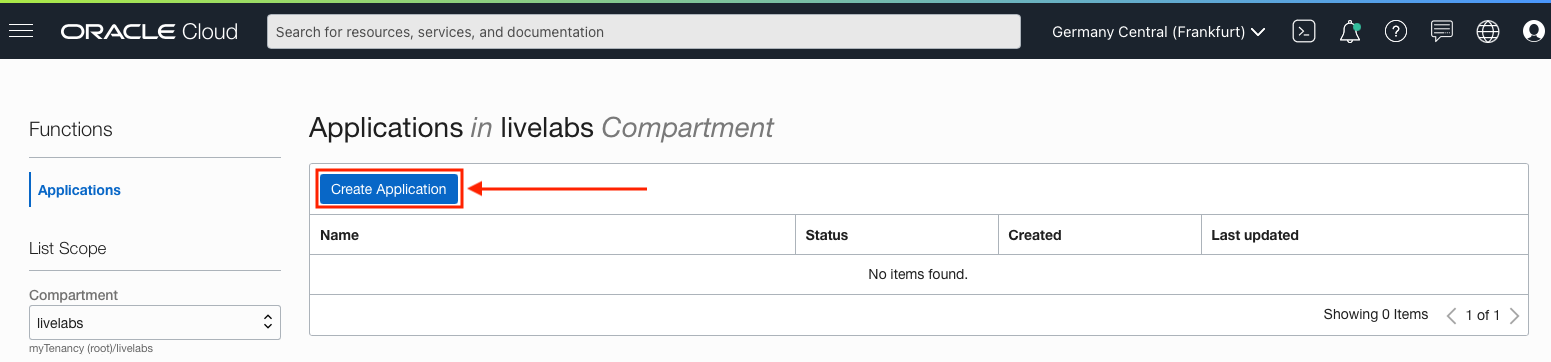 ORACLE Cloud
Search for resources, services, and documentation
Germany Central (Frankfurt)
Functions
Applications
List Scope
Compartment
livelabs
myTenancy (root)/livelabs
Applications in livelabs Compartment
Create Application
Name Status Created Last updated
No items found.
Showing 0 Items 1 of 1